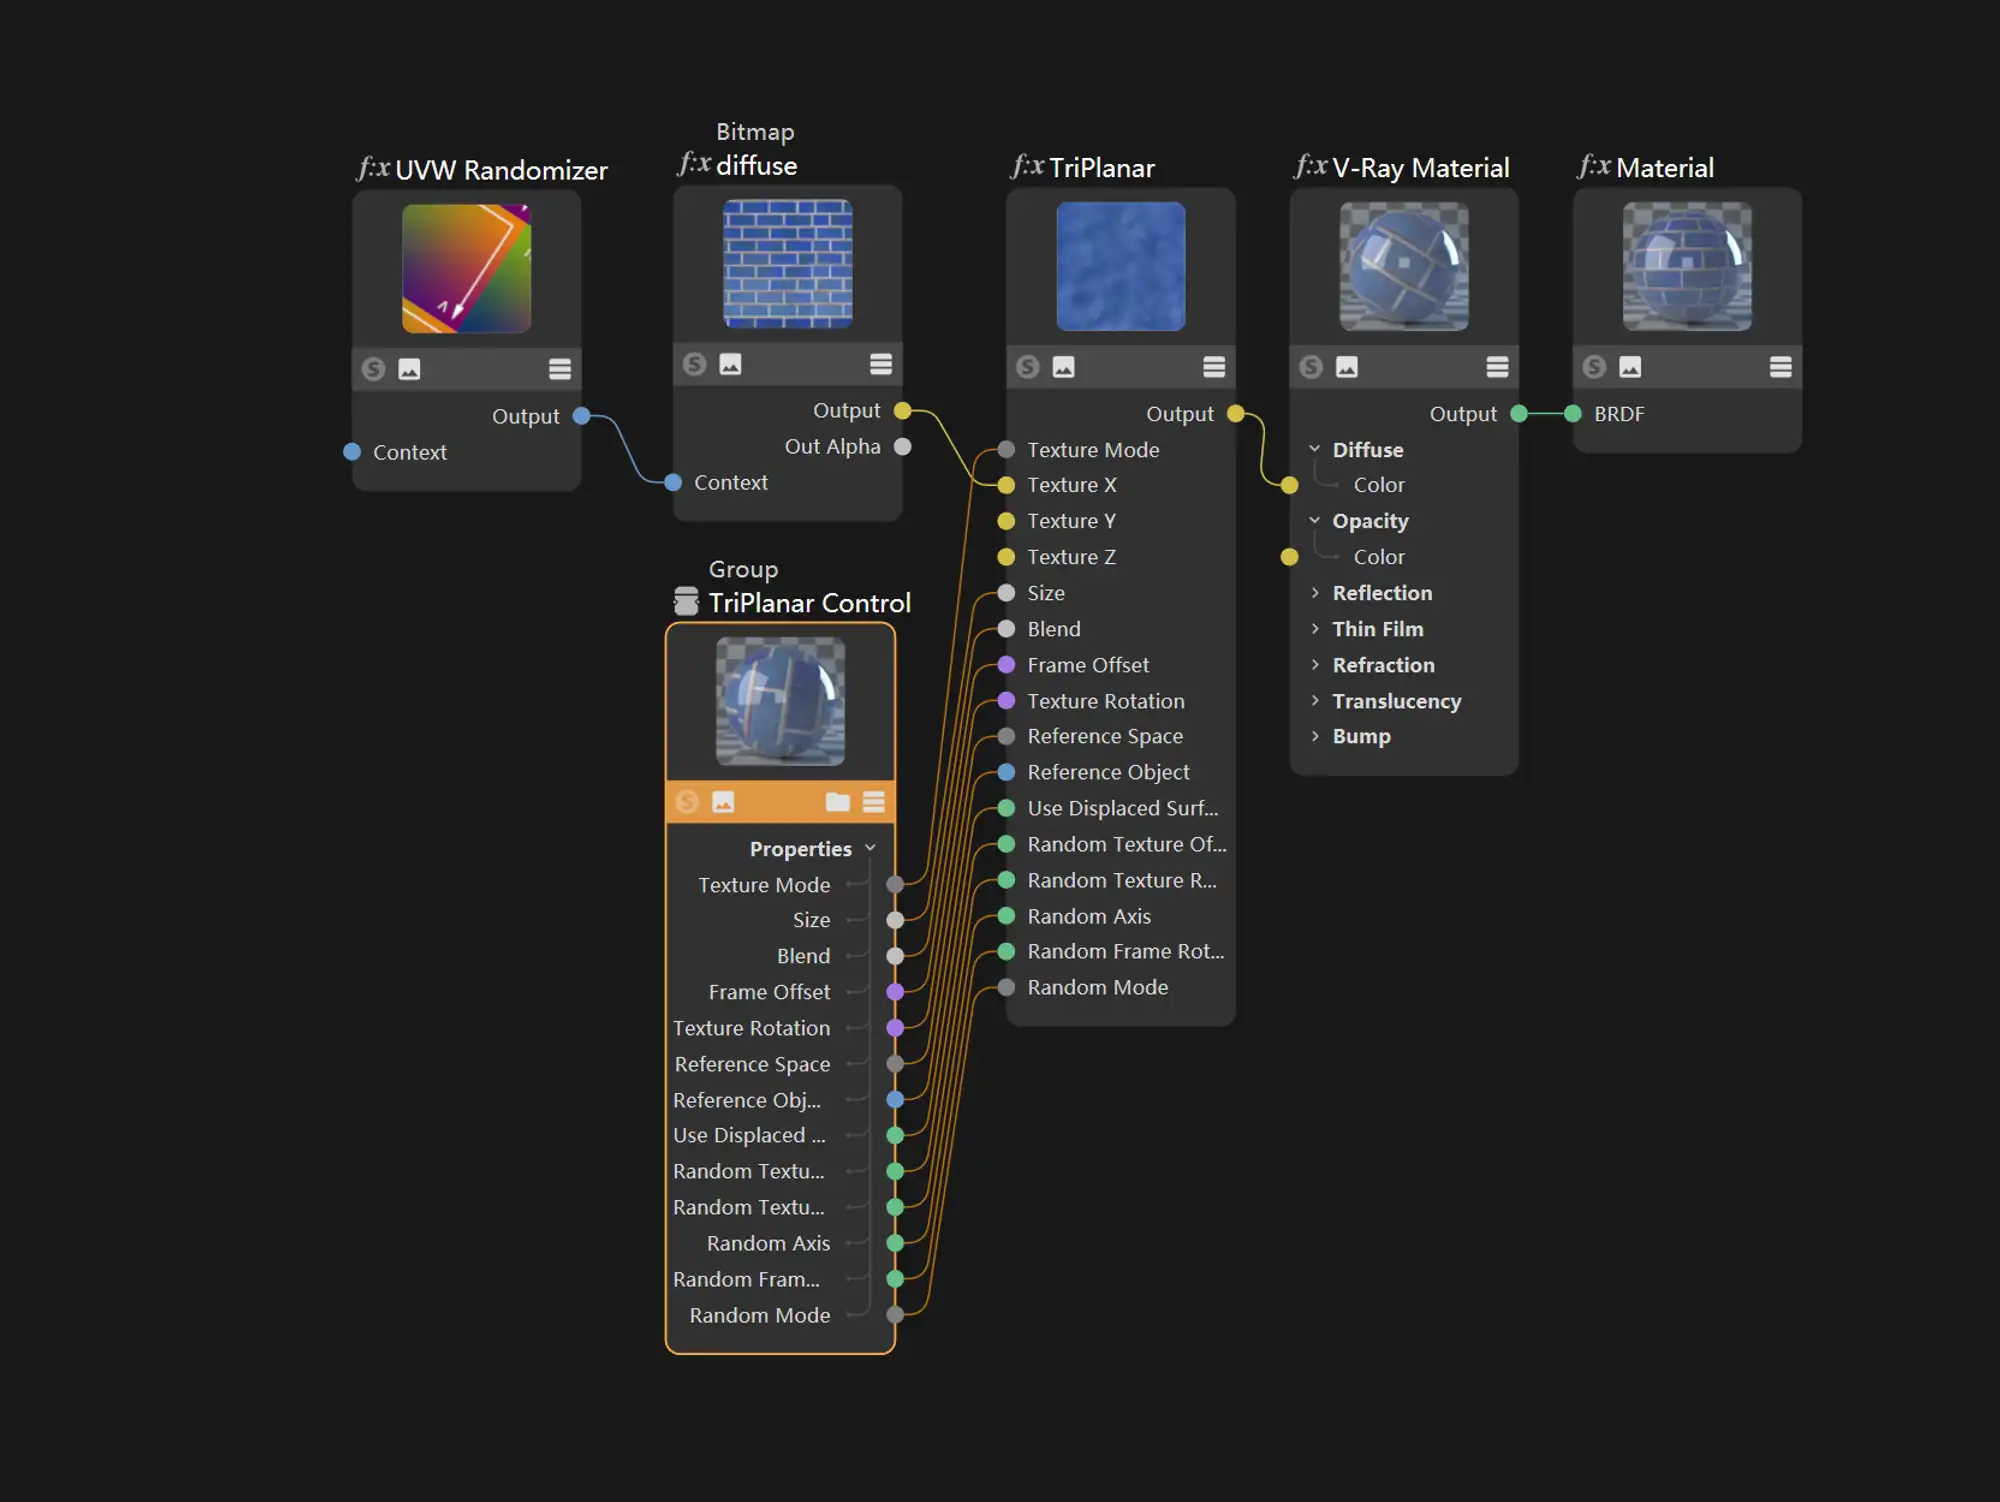 f:x UVW Randomizer
Output
Context
Bitmap
f:x diffuse
Output
Out Alpha
Context
Group
TriPlanar Control
Properties
Texture Mode
Size
Blend
Frame Offset
Texture Rotation
Reference Space
Reference Obj...
Use Displaced ...
Random Textu...
Random Textu...
Random Axis
Random Fram...
Random Mode
f:x TriPlanar
Output
Texture Mode
Texture X
Texture Y
Texture Z
Size
Blend
Frame Offset
Texture Rotation
Reference Space
Reference Object
Use Displaced Surf...
Random Texture Of...
Random Texture R...
Random Axis
Random Frame Rot...
Random Mode
f:x V-Ray Material
Output
Diffuse
Color
Opacity
Color
Reflection
Thin Film
Refraction
Translucency
Bump
f:x Material
BRDF